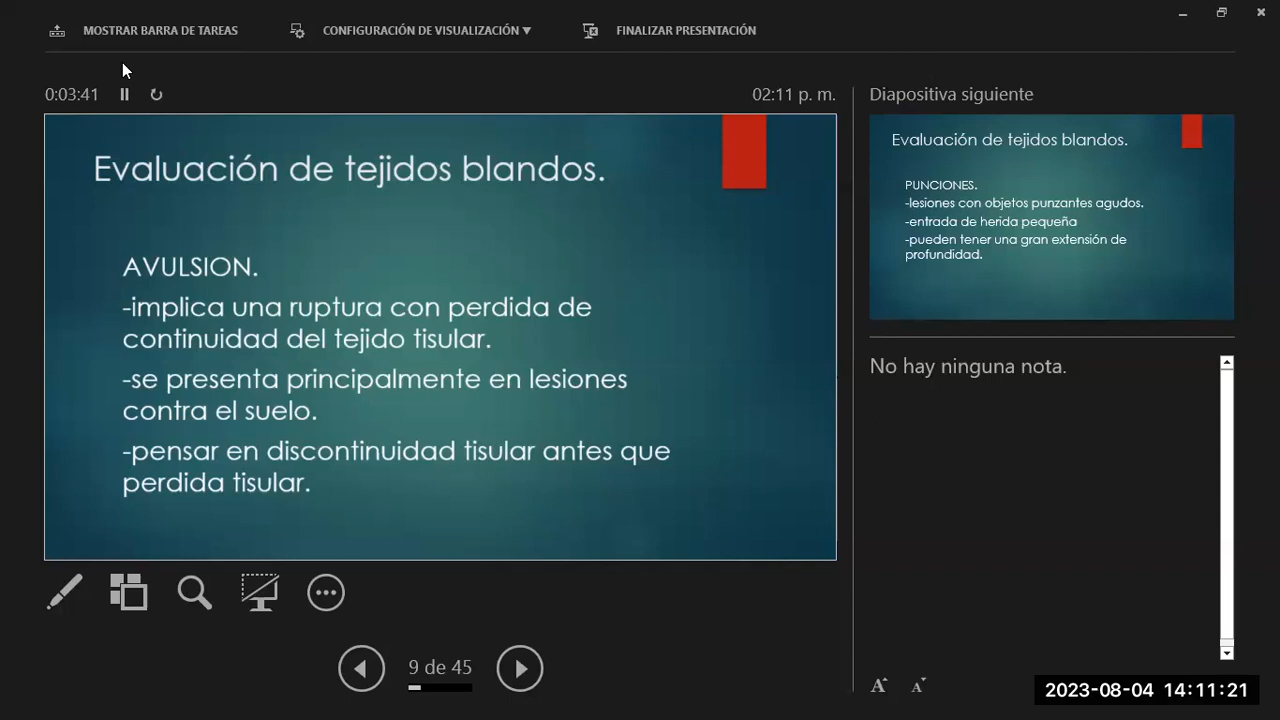 MOSTRAR BARRA DE TAREAS
CONFIGURACIÓN DE VISUALIZACIÓN ▼
FINALIZAR PRESENTACIÓN
0:03:41
02:11 p. m.
Evaluación de tejidos blandos.
AVULSION.
-implica una ruptura con perdida de
continuidad del tejido tisular.
-se presenta principalmente en lesiones
contra el suelo.
-pensar en discontinuidad tisular antes que
perdida tisular.
9 de 45
Diapositiva siguiente
Evaluación de tejidos blandos.
PUNCIONES.
-lesiones con objetos punzantes agudos.
-entrada de herida pequeña
-pueden tener una gran extensión de
profundidad.
No hay ninguna nota.
A A
2023-08-04 14:11:21